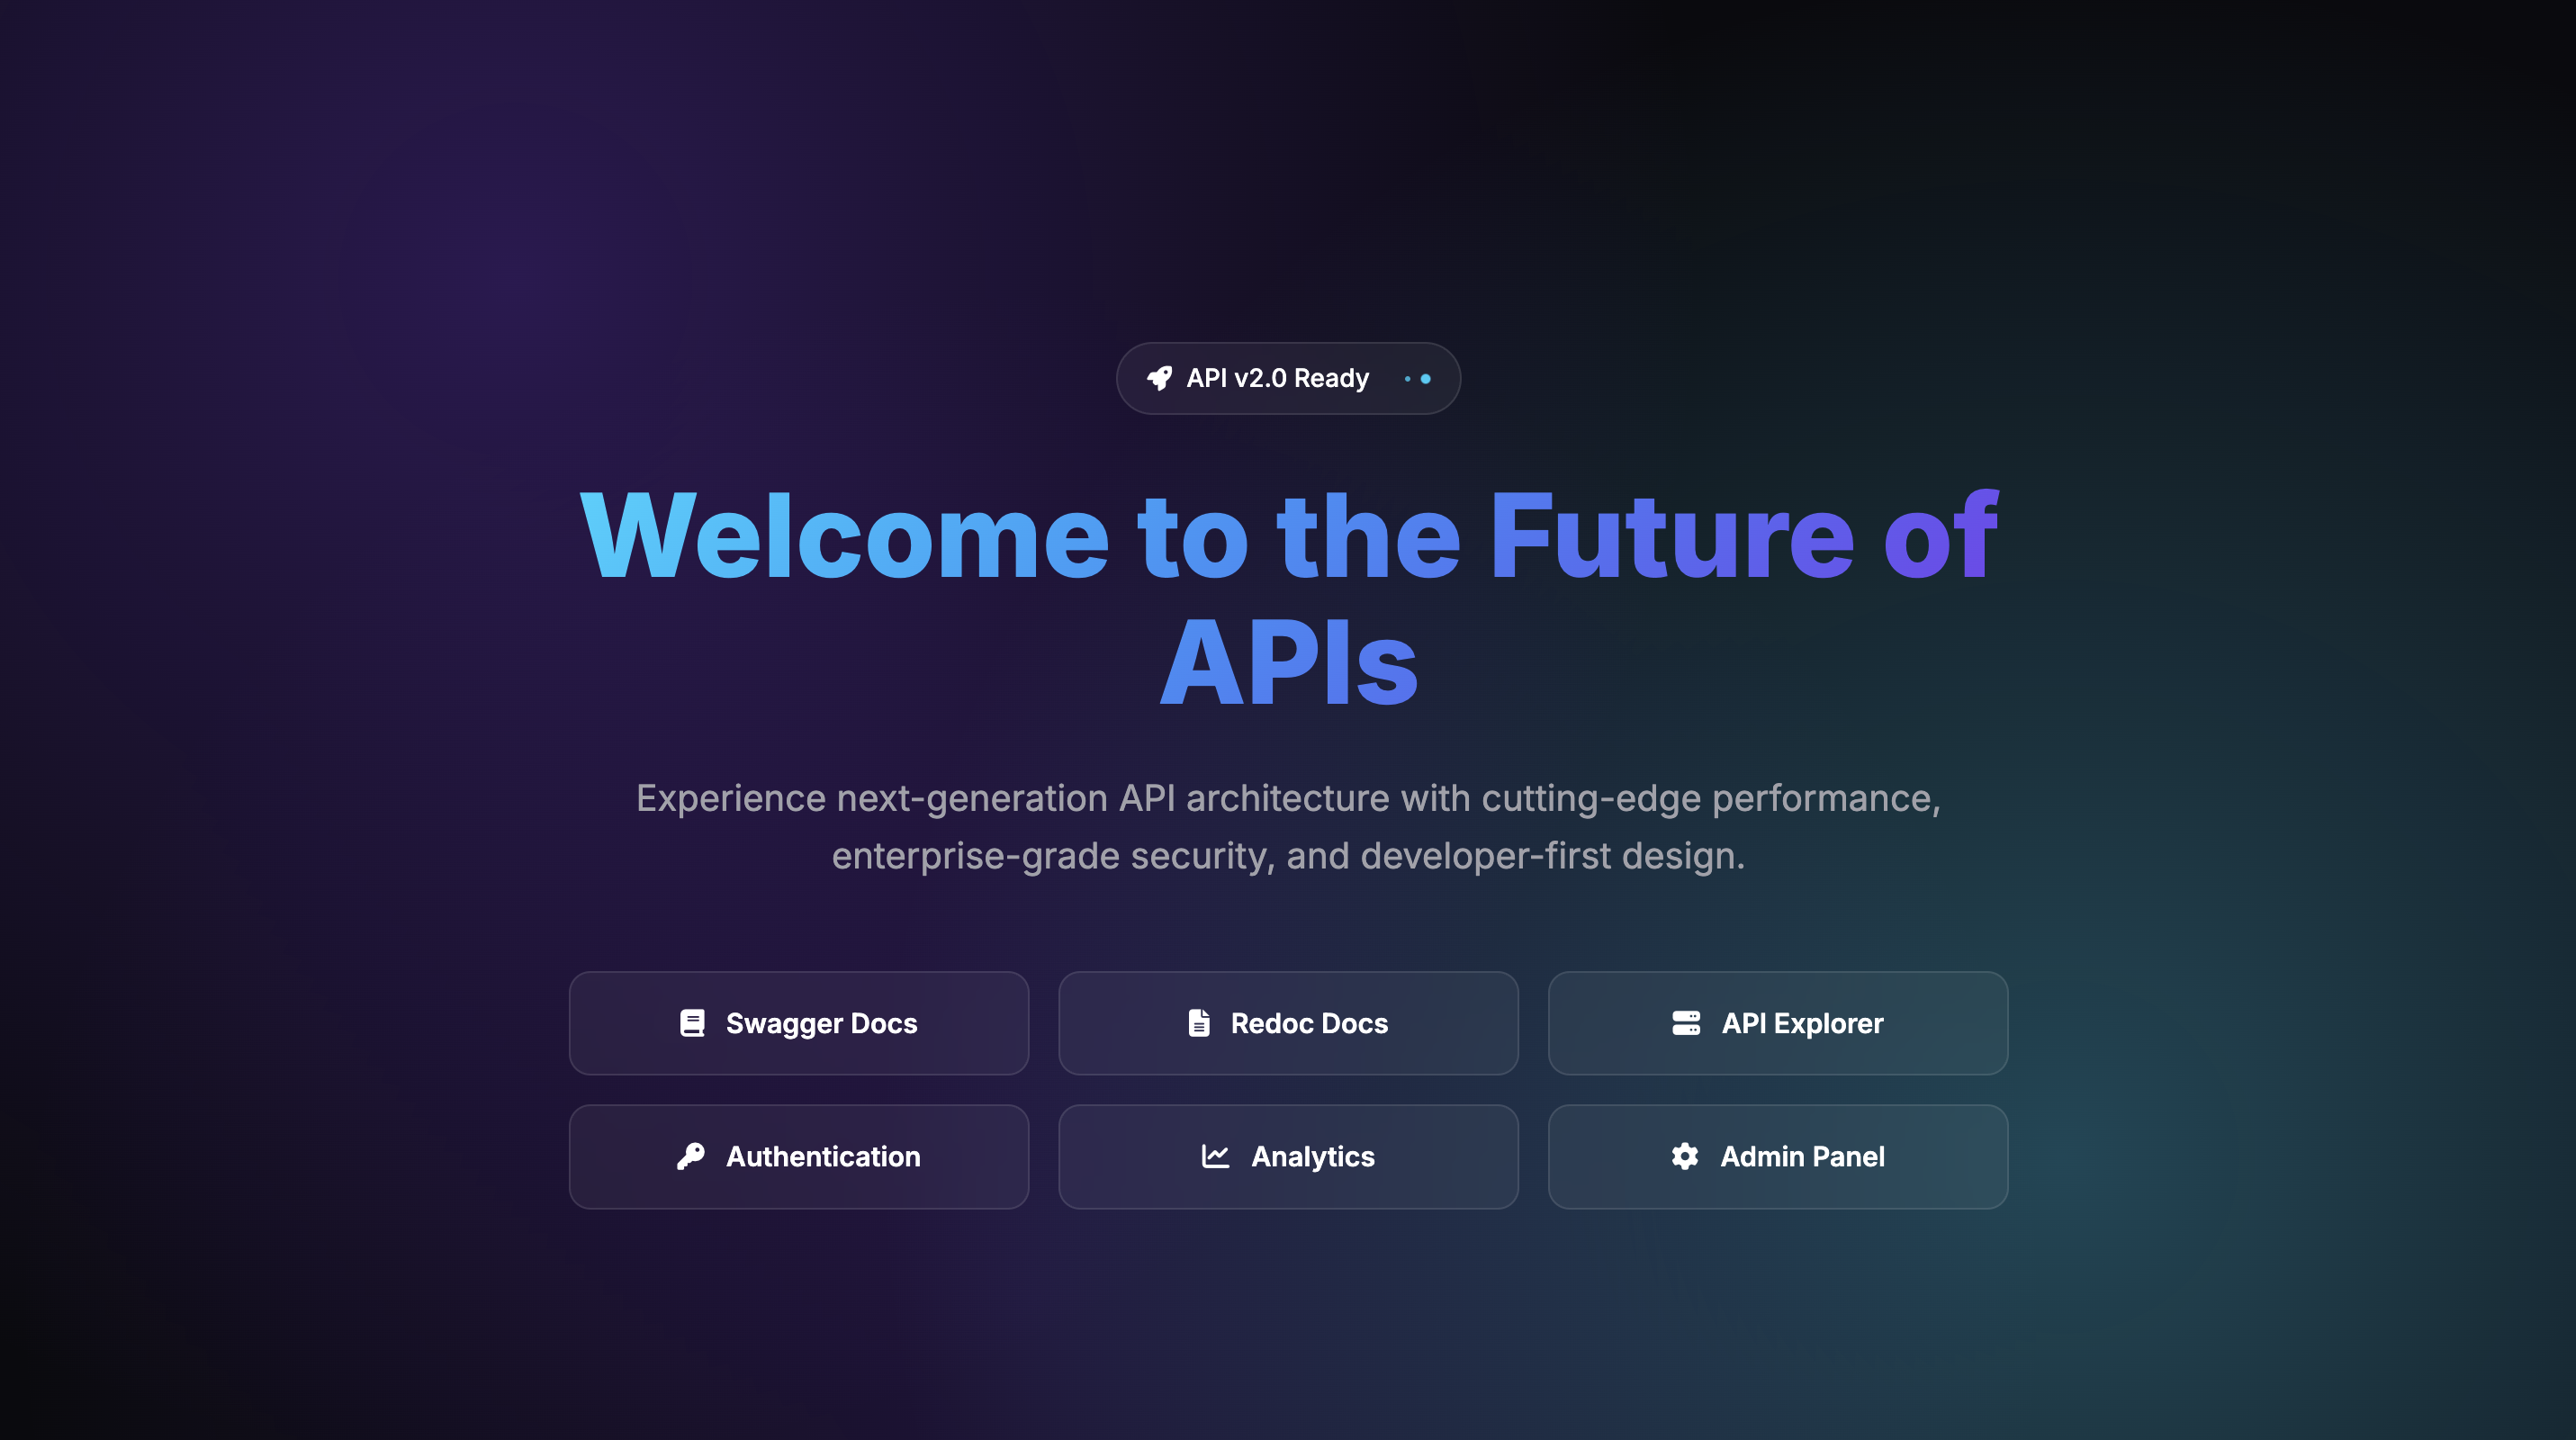 API v2.0 Ready
Welcome to the Future of
APIs
Experience next-generation API architecture with cutting-edge performance,
enterprise-grade security, and developer-first design.
Swagger Docs
Redoc Docs
API Explorer
Authentication
Analytics
Admin Panel